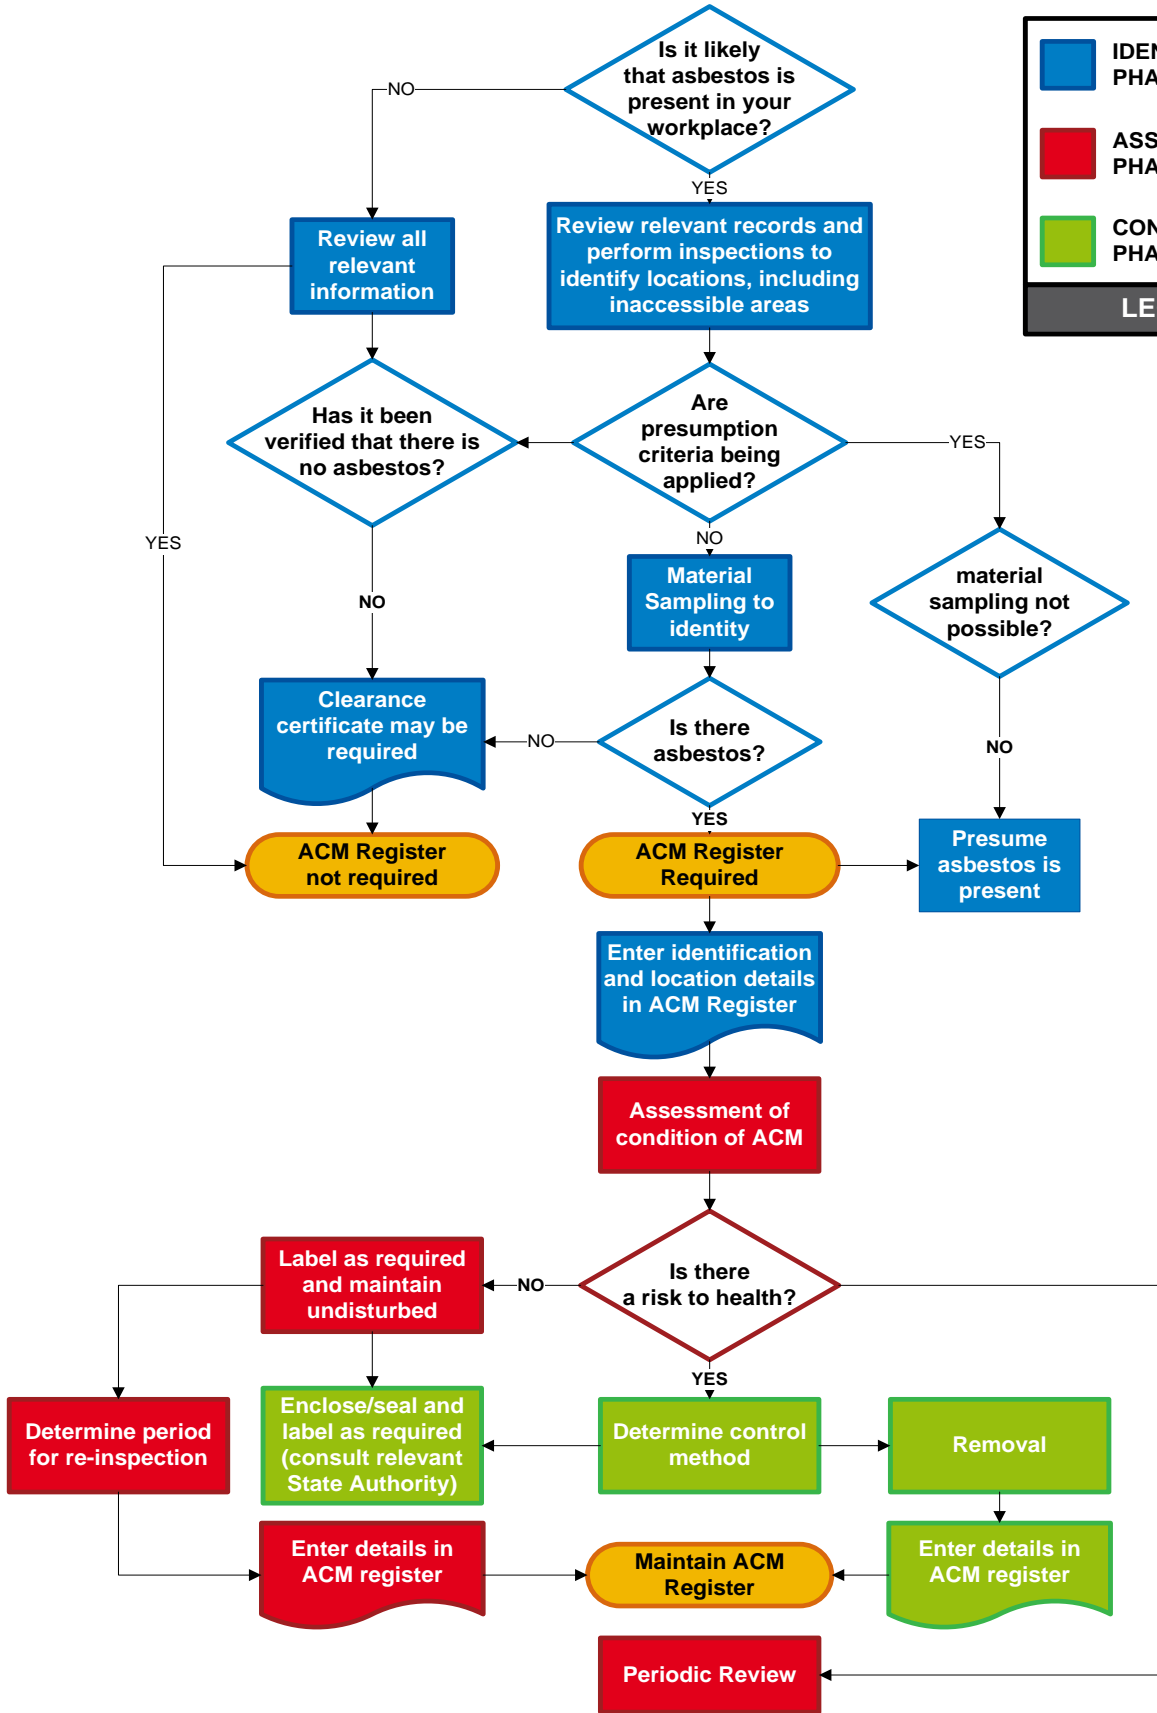 Is it likely
that asbestos is
present in your
workplace?
NO
YES
IDEN
PHA
ASS
PHA
CON
PHA
LE
Review all
relevant
information
Review relevant records and
perform inspections to
identify locations, including
inaccessible areas
Has it been
verified that there is
no asbestos?
Are
presumption
criteria being
applied?
YES
YES
NO
NO
Material
Sampling to
identity
material
sampling not
possible?
Clearance
certificate may be
required
NO
Is there
asbestos?
NO
YES
ACM Register
not required
ACM Register
Required
Presume
asbestos is
present
Enter identification
and location details
in ACM Register
Assessment of
condition of ACM
Label as required
and maintain
undisturbed
NO
Is there
a risk to health?
YES
Determine period
for re-inspection
Enclose/seal and
label as required
(consult relevant
State Authority)
Determine control
method
Removal
Enter details in
ACM register
Maintain ACM
Register
Enter details in
ACM register
Periodic Review